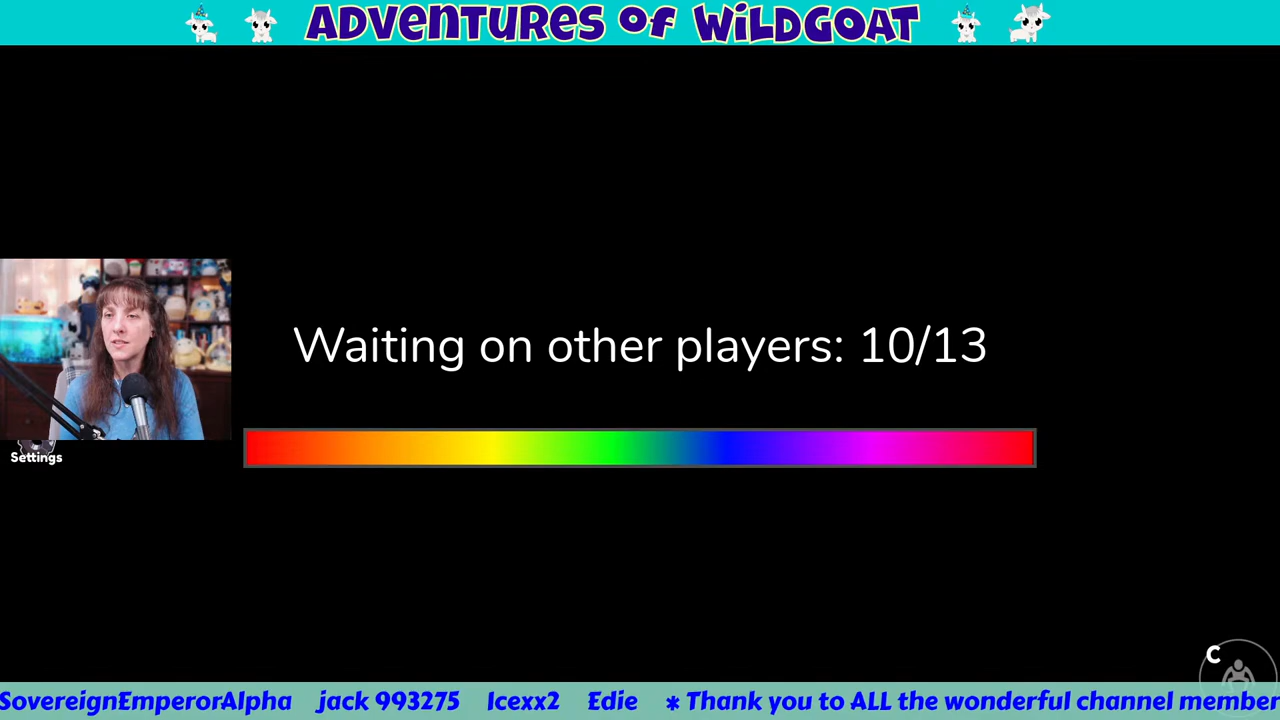 ADVENTURES OF WILDGOAT
Waiting on other players: 10/13
Settings
C
SovereignEmperorAlpha jack 993275 Icexx2 Edie * Thank you to ALL the wonderful channel member